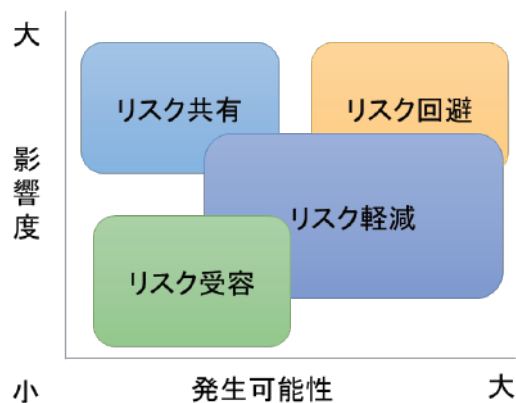 大
リスク共有
リスク回避
影響度
リスク軽減
リスク受容
小
発生可能性
大